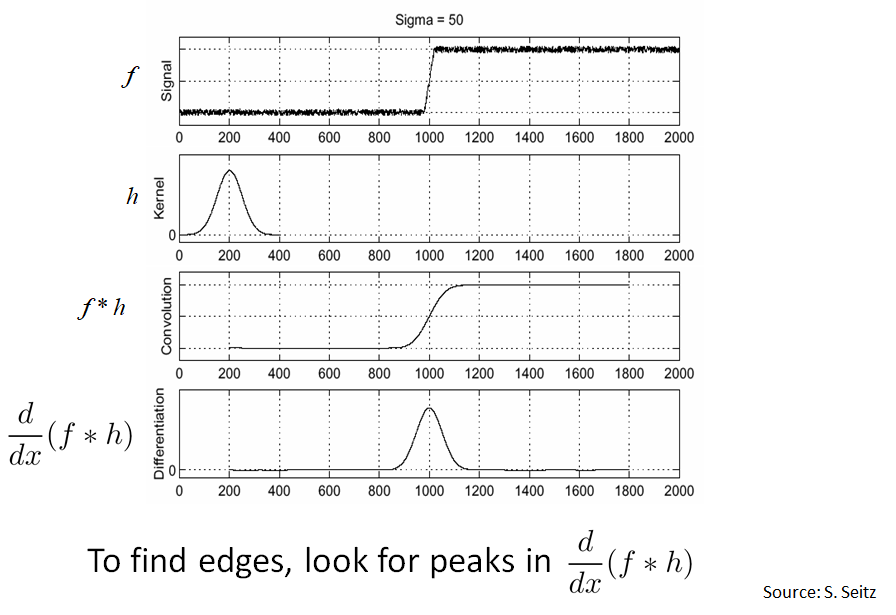 Sigma = 50
f
Signal
0 200 400 600 800 1000 1200 1400 1600 1800 2000
h
Kernel
0
0 200 400 600 800 1000 1200 1400 1600 1800 2000
f * h
Convolution
0 200 400 600 800 1000 1200 1400 1600 1800 2000
d/dx (f * h)
Differentiation
0
0 200 400 600 800 1000 1200 1400 1600 1800 2000
To find edges, look for peaks in d/dx (f * h)
Source: S. Seitz